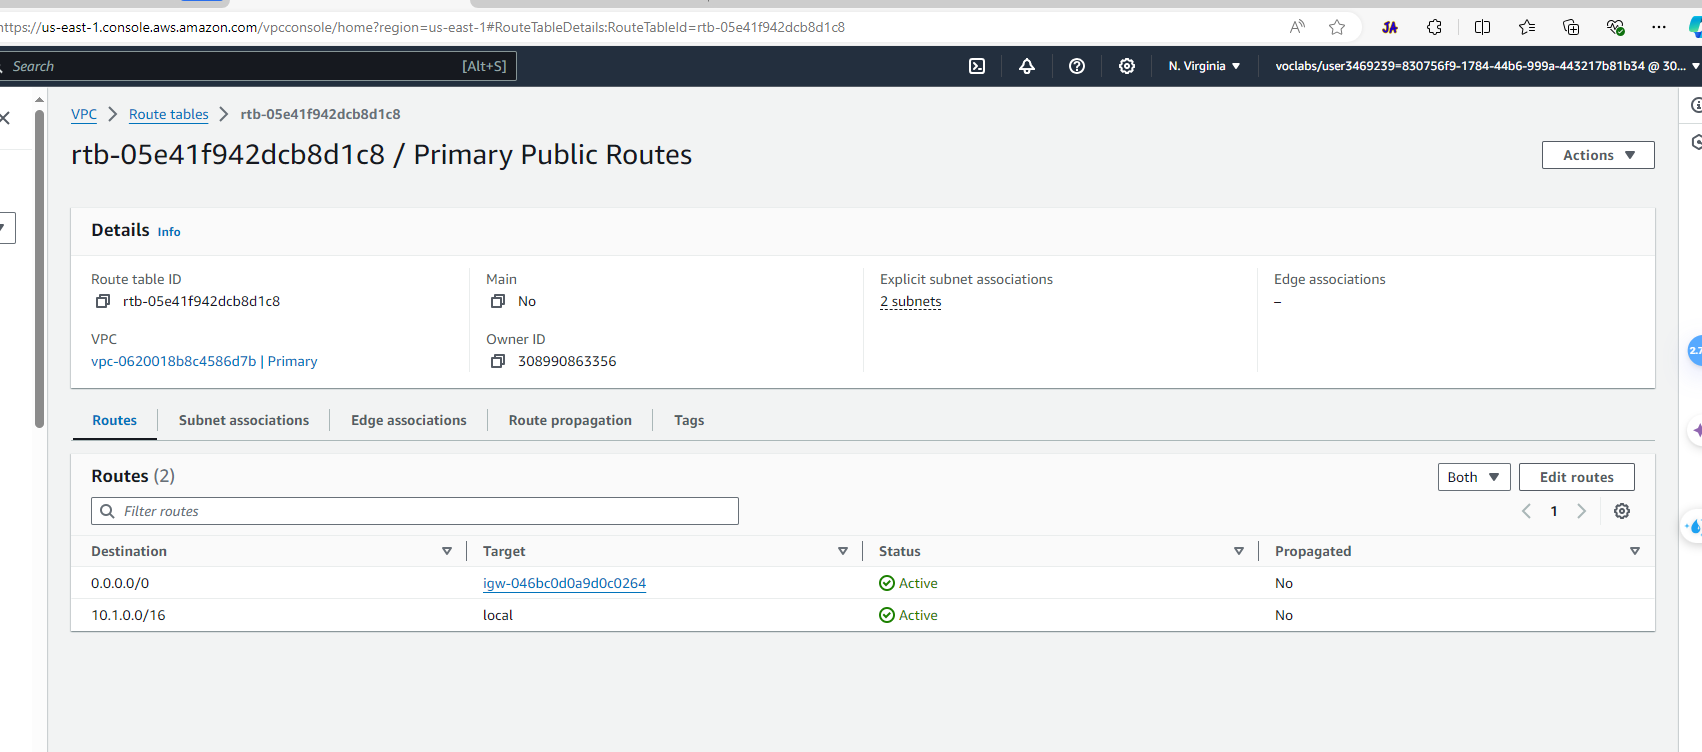 https://us-east-1.console.aws.amazon.com/vpcconsole/home?region=us-east-1#RouteTableDetails:RouteTableId=rtb-05e41f942dcb8d1c8
Search [Alt+S] N. Virginia voclabs/user3469239=830756f9-1784-44b6-999a-443217b81b34 @ 30...
VPC Route tables rtb-05e41f942dcb8d1c8
rtb-05e41f942dcb8d1c8 / Primary Public Routes
Actions
Details Info
Route table ID
rtb-05e41f942dcb8d1c8
Main
No
Explicit subnet associations
2 subnets
Edge associations
–
VPC
vpc-0620018b8c4586d7b | Primary
Owner ID
308990863356
Routes Subnet associations Edge associations Route propagation Tags
Routes (2)
Both Edit routes
Filter routes
1
Destination Target Status Propagated
0.0.0.0/0 igw-046bc0d0a9d0c0264 Active No
10.1.0.0/16 local Active No